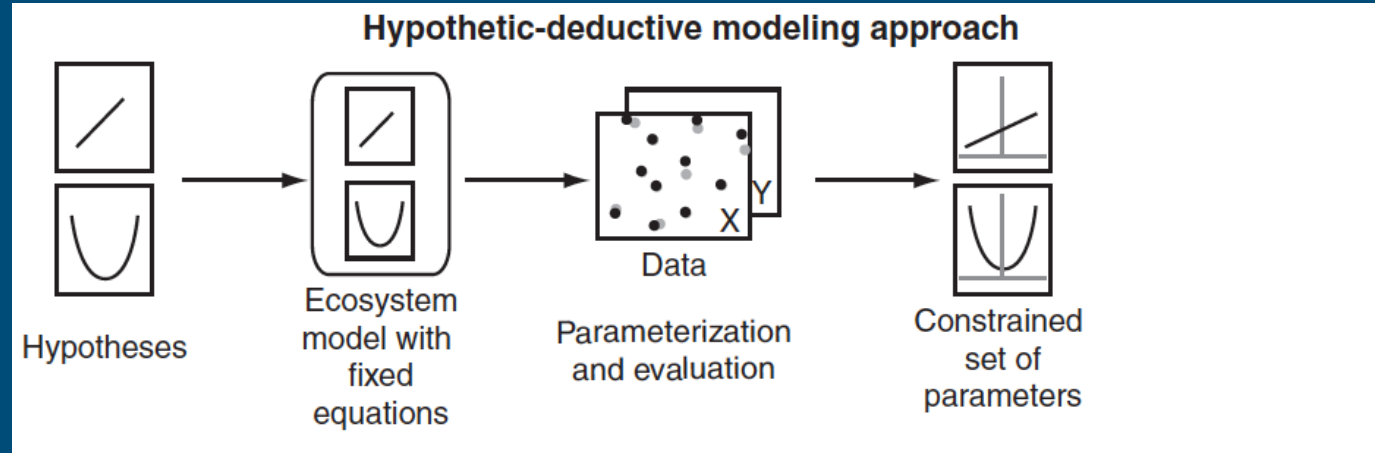 Hypothetic-deductive modeling approach
Hypotheses
Ecosystem
model with
fixed
equations
Y
X
Data
Parameterization
and evaluation
Constrained
set of
parameters